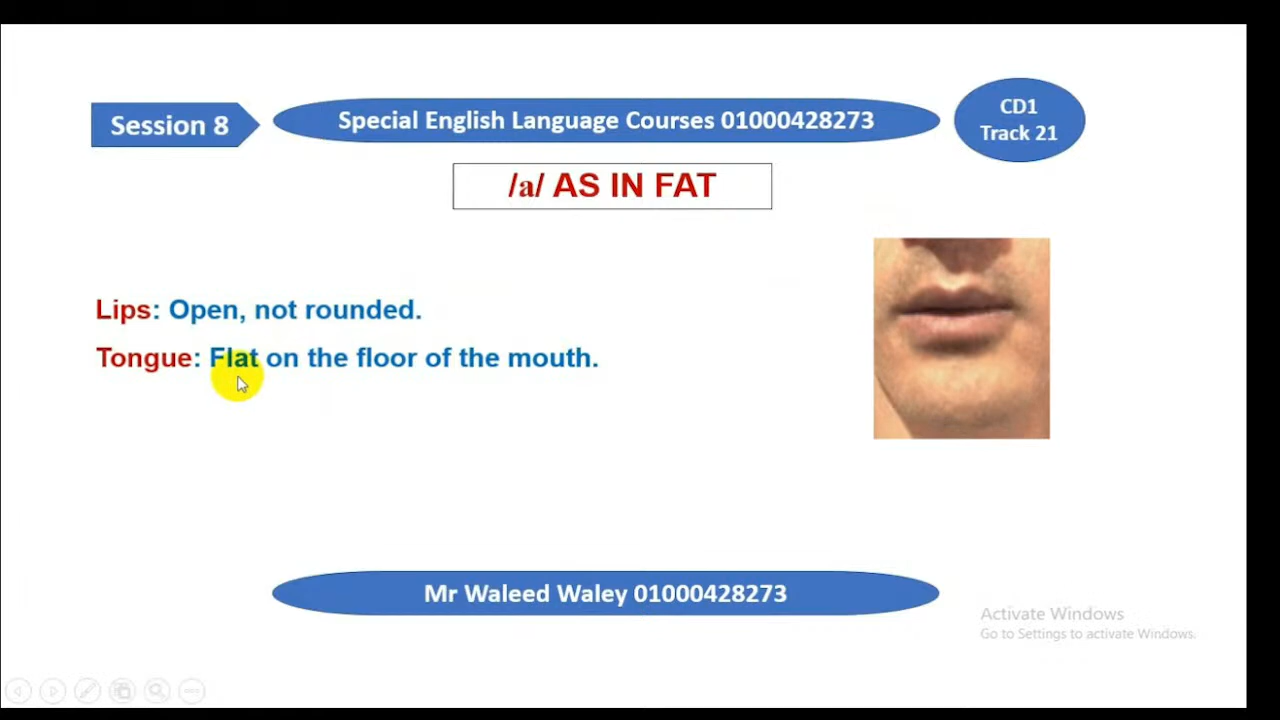 Session 8
Special English Language Courses 01000428273
CD1
Track 21
/a/ AS IN FAT
Lips: Open, not rounded.
Tongue: Flat on the floor of the mouth.
Mr Waleed Waley 01000428273
Activate Windows
Go to Settings to activate Windows.